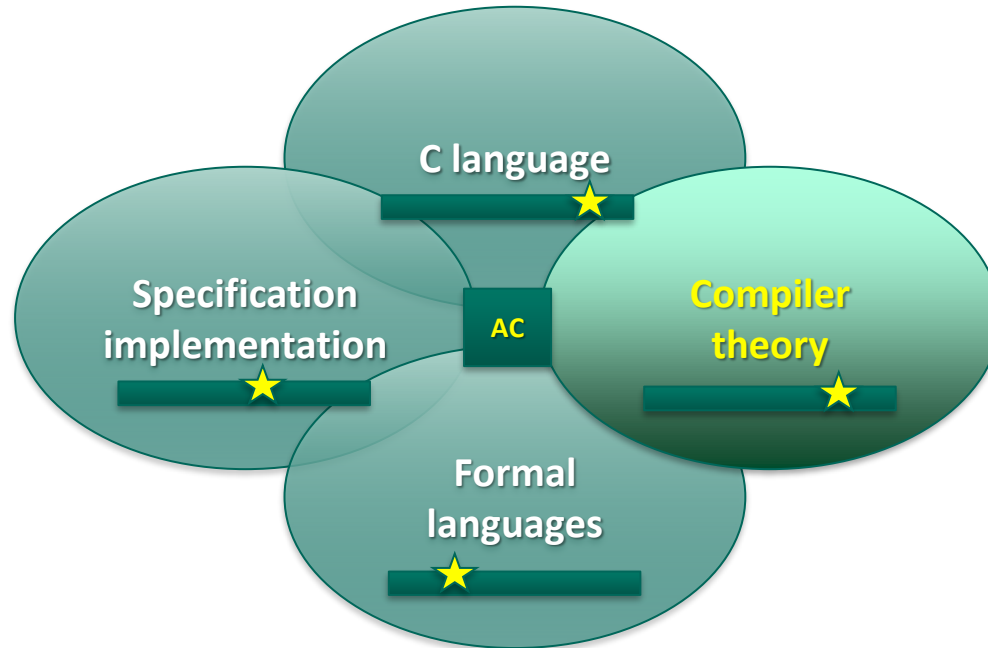 C language
Specification
implementation
AC
Compiler
theory
Formal
languages